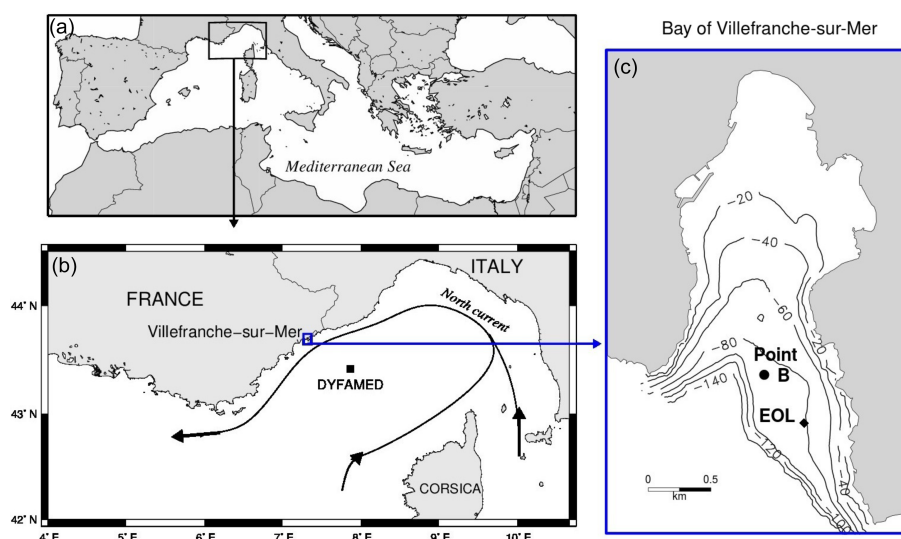 (a)
Mediterranean Sea
(b)
ITALY
FRANCE
North current
Villefranche−sur−Mer
DYFAMED
CORSICA
44˚N
43˚N
42˚N
4˚E
5˚E
6˚E
7˚E
8˚E
9˚E
10˚E
Bay of Villefranche-sur-Mer
(c)
−20
−40
−60
−80
−20
Point
B
−140
EOL
−120
−40
0
0.5
km